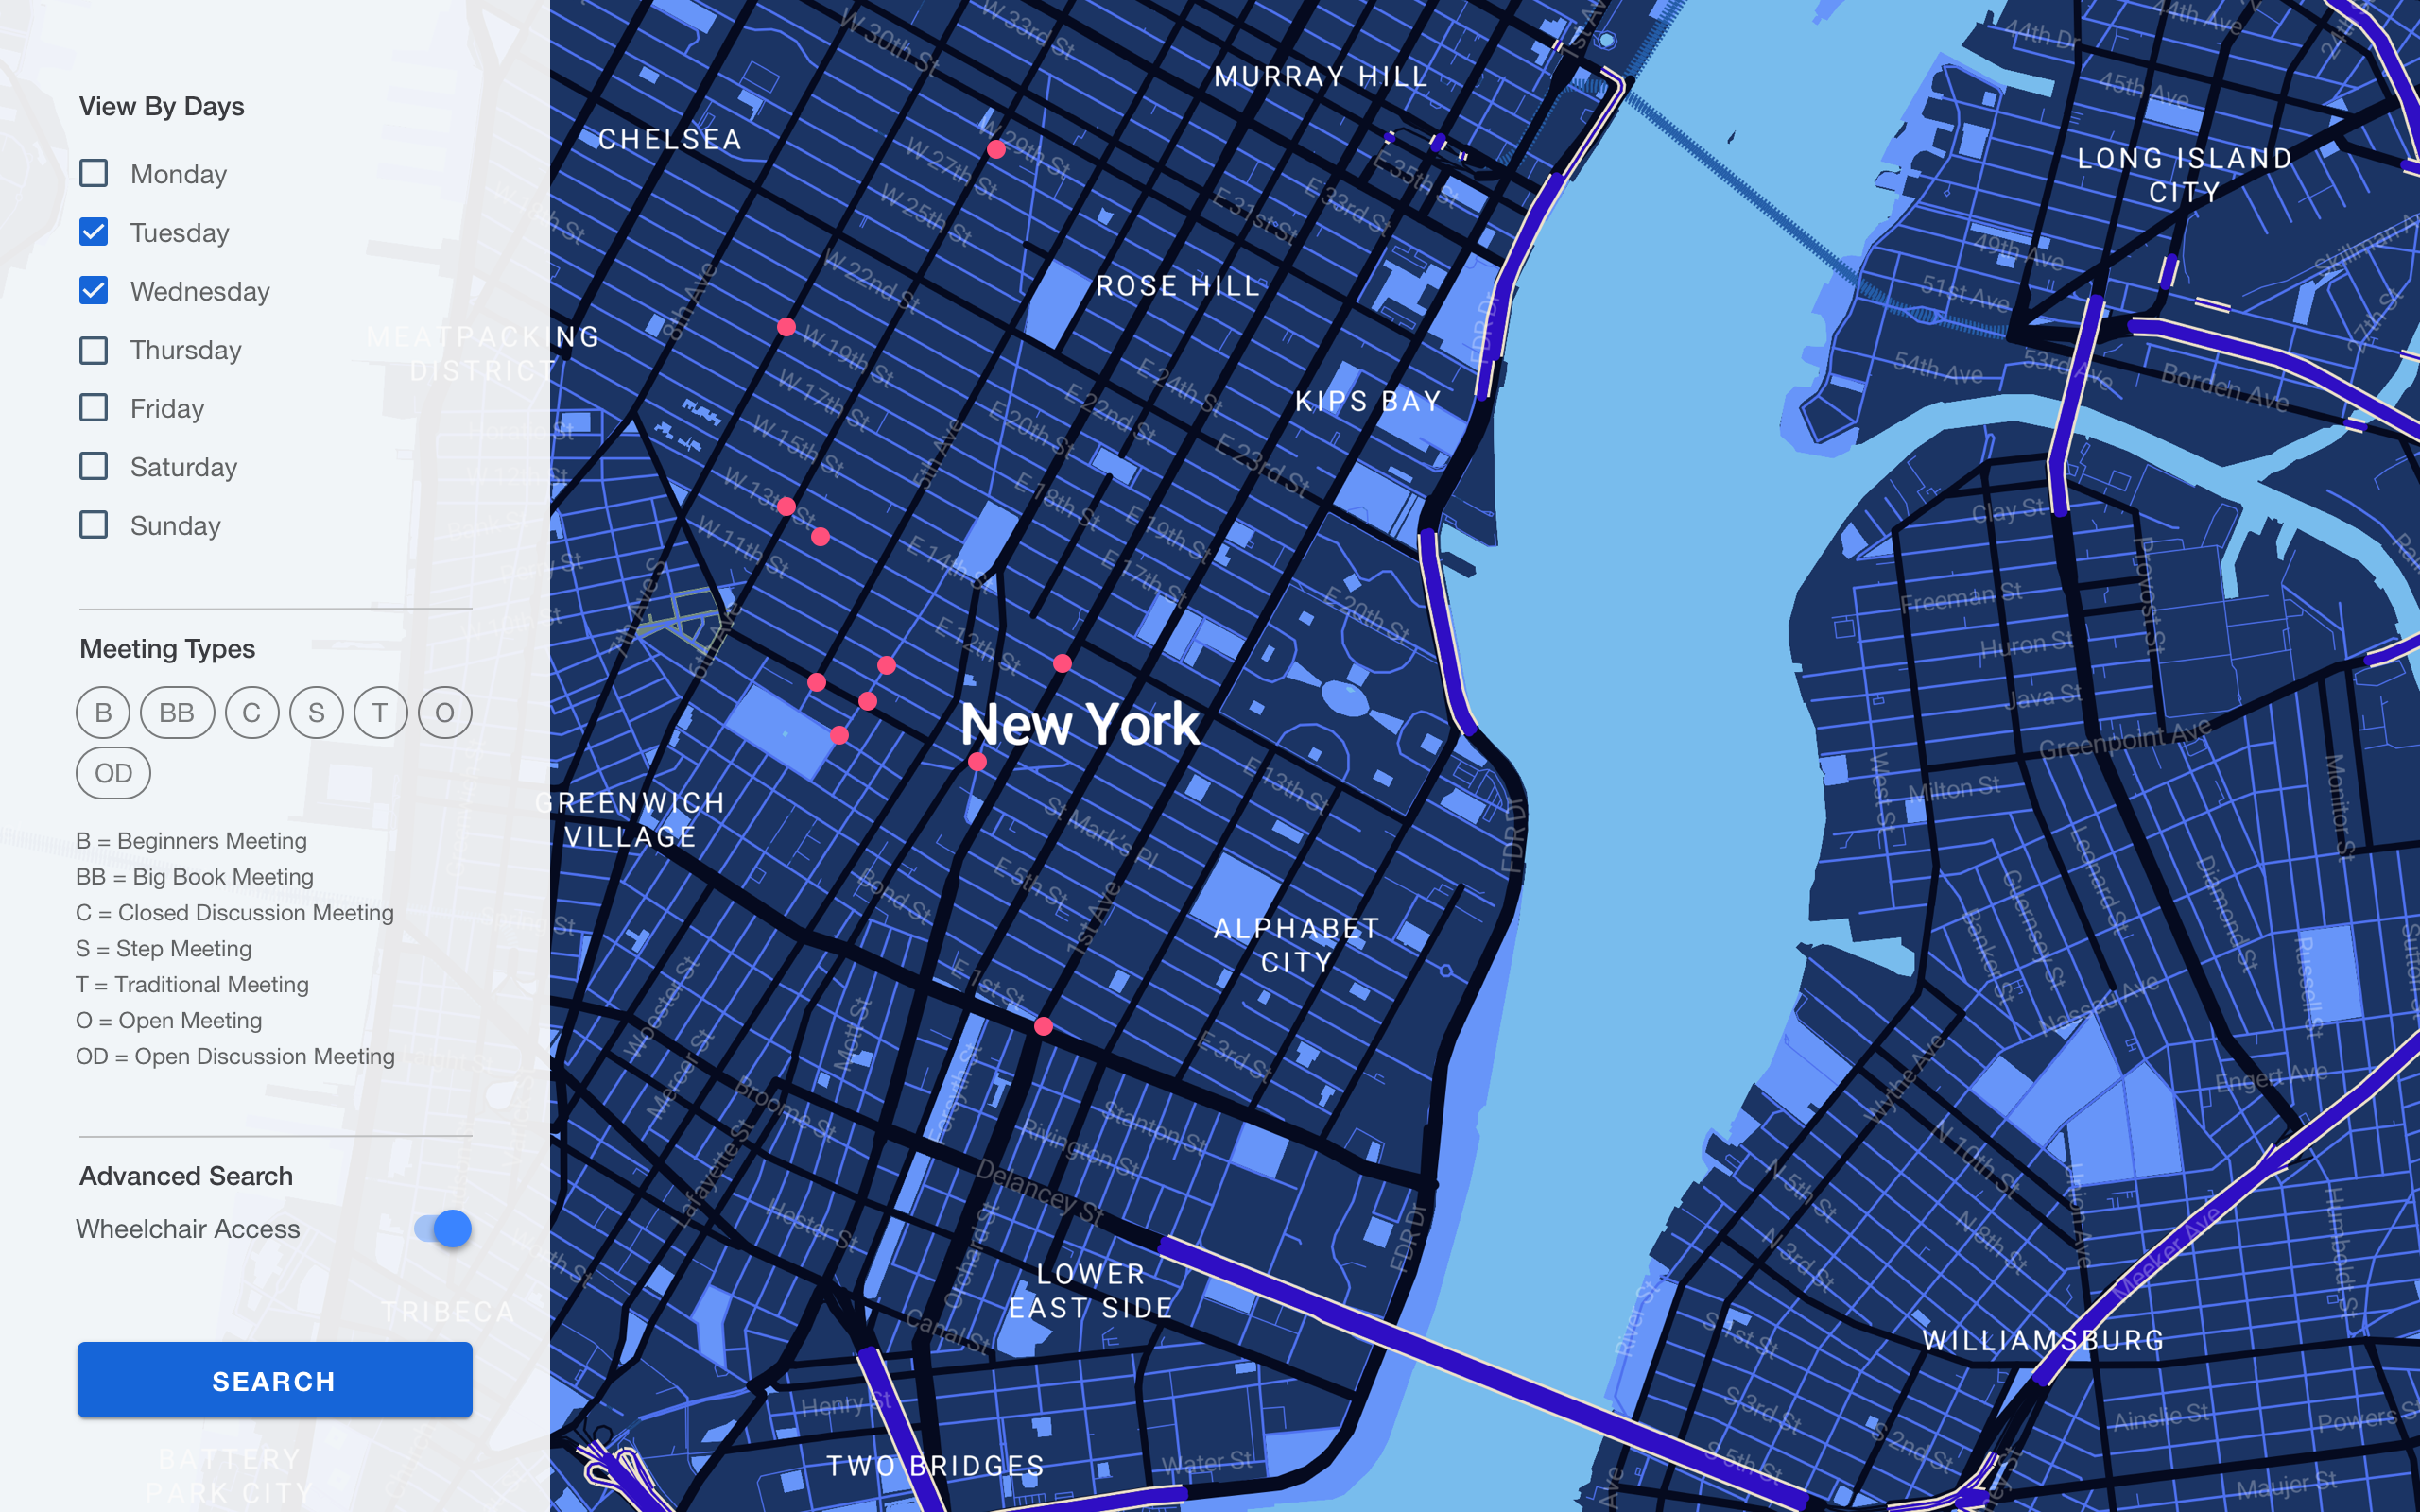 View By Days
Monday
Tuesday
Wednesday
Thursday
Friday
Saturday
Sunday
Meeting Types
B
BB
C
S
T
O
OD
B = Beginners Meeting
BB = Big Book Meeting
C = Closed Discussion Meeting
S = Step Meeting
T = Traditional Meeting
O = Open Meeting
OD = Open Discussion Meeting
Advanced Search
Wheelchair Access
SEARCH
MEATPACKING
DISTRICT
TRIBECA
BATTERY
PARK CITY
CHELSEA
MURRAY HILL
LONG ISLAND
CITY
ROSE HILL
KIPS BAY
New York
GREENWICH
VILLAGE
ALPHABET
CITY
LOWER
EAST SIDE
TWO BRIDGES
WILLIAMSBURG
W 30th St
W 33rd St
W 29th St
W 27th St
W 25th St
W 22nd St
W 19th St
W 17th St
W 15th St
W 13th St
W 11th St
8th Ave
7th Ave S
6th Ave
5th Ave
1st Ave
E 35th St
E 33rd St
E 31st St
E 24th St
E 23rd St
E 22nd St
E 20th St
E 19th St
E 18th St
E 17th St
E 14th St
E 12th St
E 20th St
E 13th St
St Mark's Pl
E 5th St
E 3rd St
E 1st St
Bond St
FDR Dr
FDR Dr
FDR Dr
Wooster St
Mercer St
Mott St
Lafayette St
Broome St
Forsyth St
Stanton St
Rivington St
Delancey St
Orchard St
Hester St
Canal St
Henry St
Water St
44th Dr
44th Ave
45th Ave
49th Ave
51st Ave
53rd Ave
54th Ave
Borden Ave
27th St
Clay St
Provost St
Freeman St
Huron St
Java St
Greenpoint Ave
Milton St
West St
Monitor St
Leonard St
Guernsey St
Banker St
Diamond St
Russell St
Nassau Ave
Engert Ave
Wythe Ave
N 10th St
N 8th St
N 5th St
N 3rd St
Union Ave
Meeker Ave
Humboldt St
River St
S 1st St
S 2nd St
S 3rd St
S 5th St
Ainslie St
Powers St
Maujer St